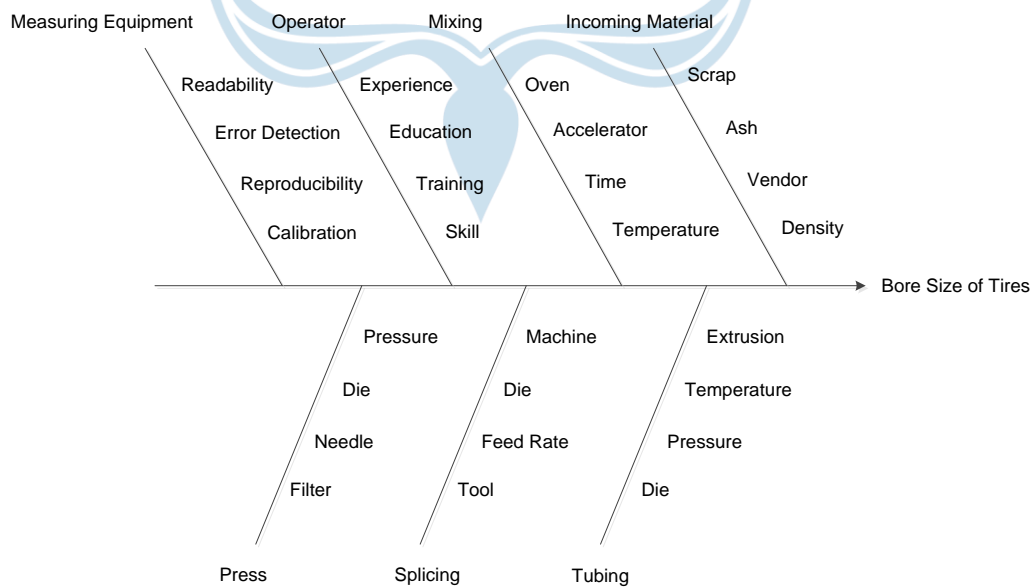 Measuring Equipment
Operator
Mixing
Incoming Material
Readability
Error Detection
Reproducibility
Calibration
Experience
Education
Training
Skill
Oven
Accelerator
Time
Temperature
Scrap
Ash
Vendor
Density
Bore Size of Tires
Pressure
Die
Needle
Filter
Press
Machine
Die
Feed Rate
Tool
Splicing
Extrusion
Temperature
Pressure
Die
Tubing